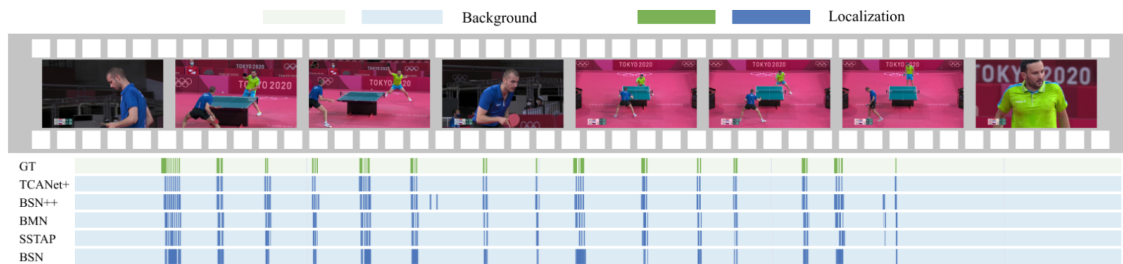 Background
Localization
TOKYO 2020
TOKYO 2020
TOKYO 2020
TOKYO 2020
TOKYO 2020
TOKYO 2020
GT
TCANet+
BSN++
BMN
SSTAP
BSN